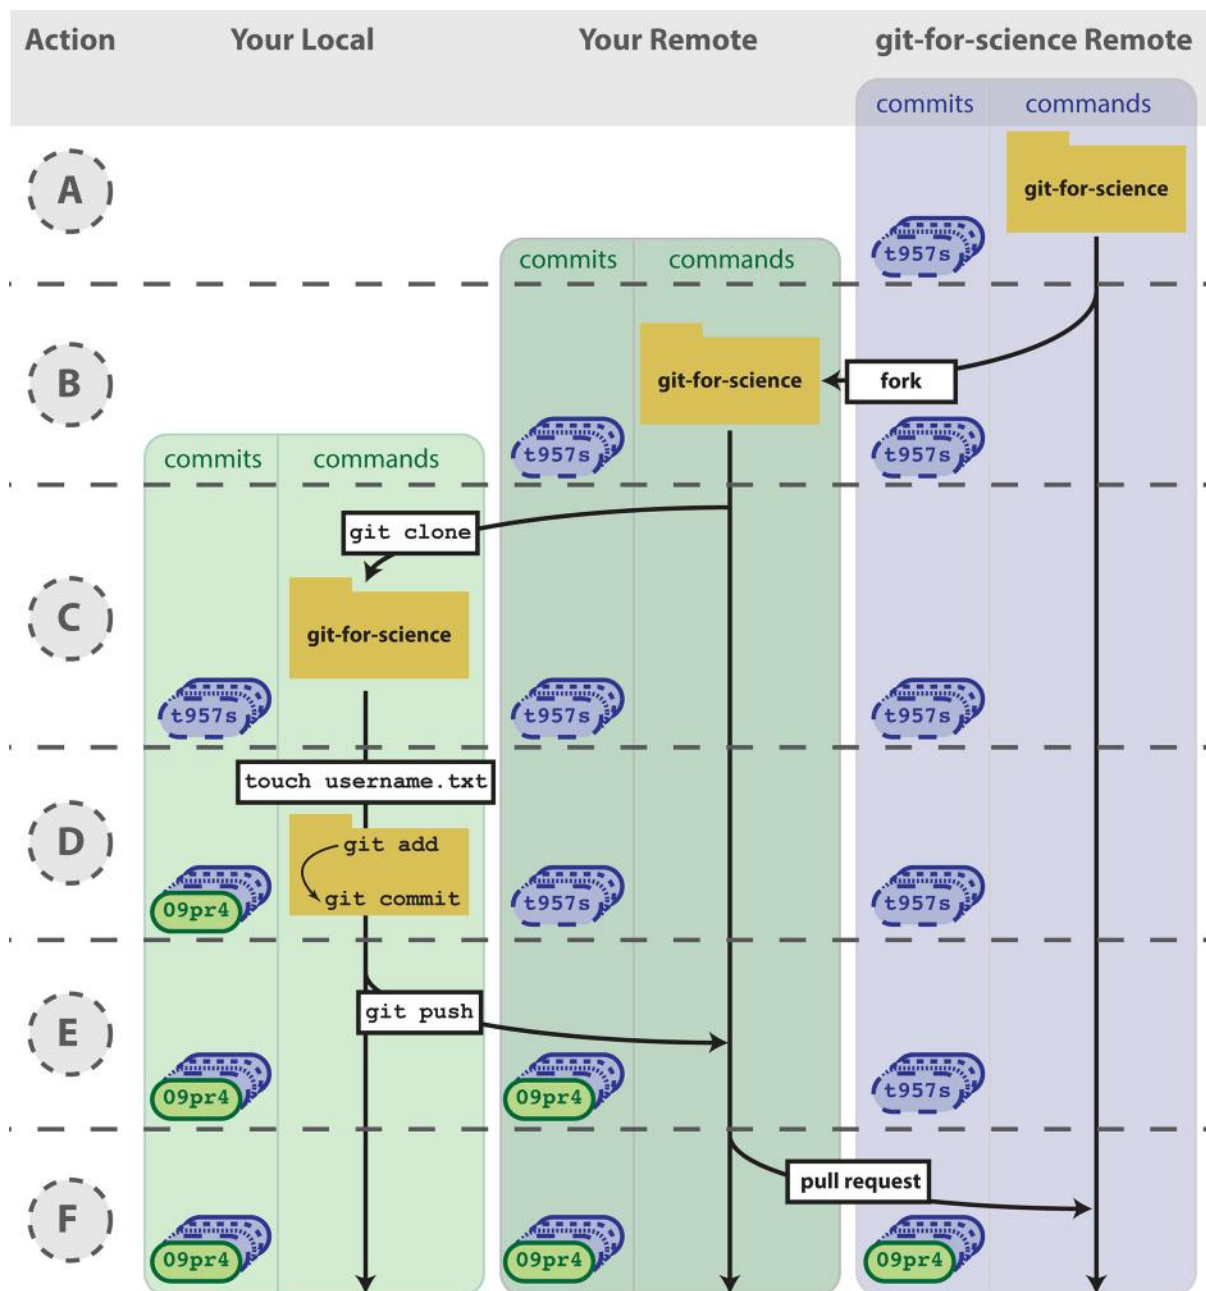 Action
Your Local
Your Remote
git-for-science Remote
commits
commands
A
git-for-science
t957s
commits
commands
B
git-for-science
fork
t957s
t957s
commits
commands
C
git clone
git-for-science
t957s
t957s
t957s
D
touch username.txt
git add
git commit
09pr4
t957s
t957s
E
git push
09pr4
09pr4
t957s
F
pull request
09pr4
09pr4
09pr4